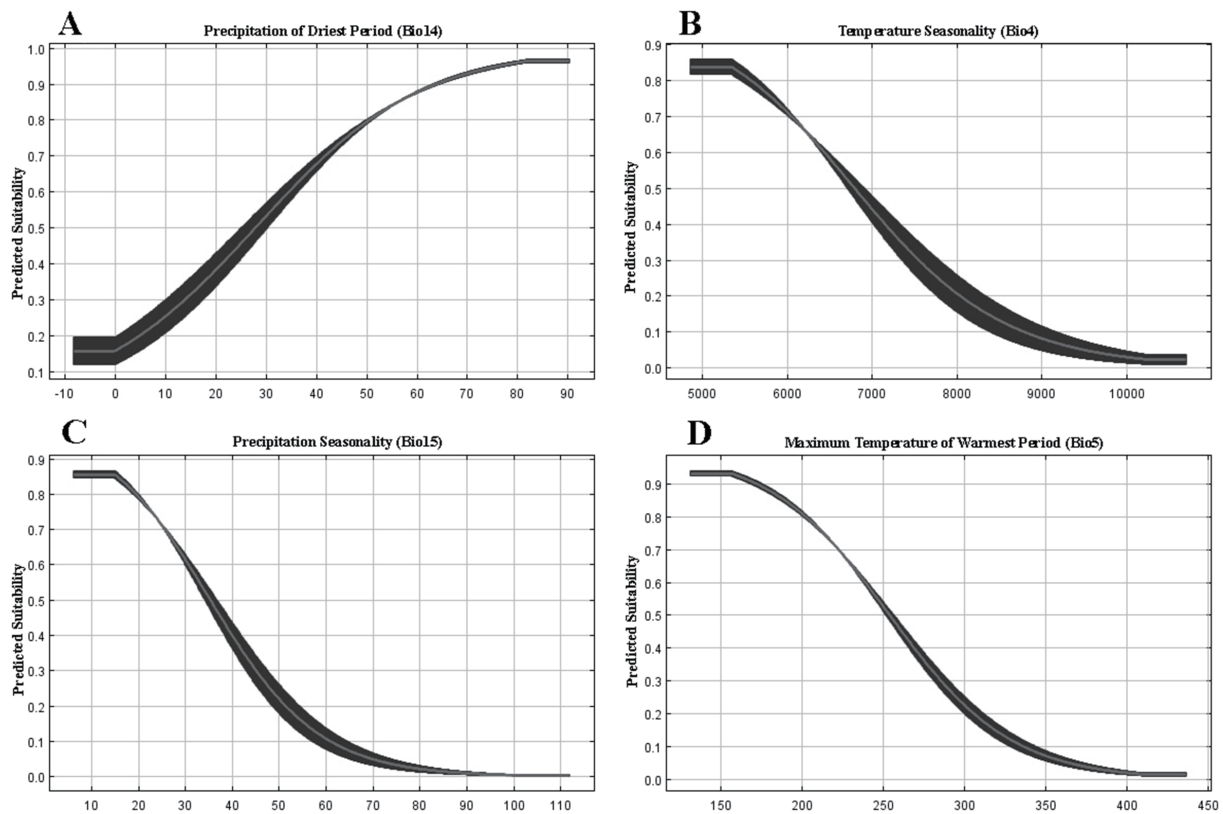 A
Precipitation of Driest Period (Bio14)
Predicted Suitability
1.0
0.9
0.8
0.7
0.6
0.5
0.4
0.3
0.2
0.1
-10 0 10 20 30 40 50 60 70 80 90
B
Temperature Seasonality (Bio4)
Predicted Suitability
0.9
0.8
0.7
0.6
0.5
0.4
0.3
0.2
0.1
0.0
5000 6000 7000 8000 9000 10000
C
Precipitation Seasonality (Bio15)
Predicted Suitability
0.9
0.8
0.7
0.6
0.5
0.4
0.3
0.2
0.1
0.0
10 20 30 40 50 60 70 80 90 100 110
D
Maximum Temperature of Warmest Period (Bio5)
Predicted Suitability
0.9
0.8
0.7
0.6
0.5
0.4
0.3
0.2
0.1
0.0
150 200 250 300 350 400 450